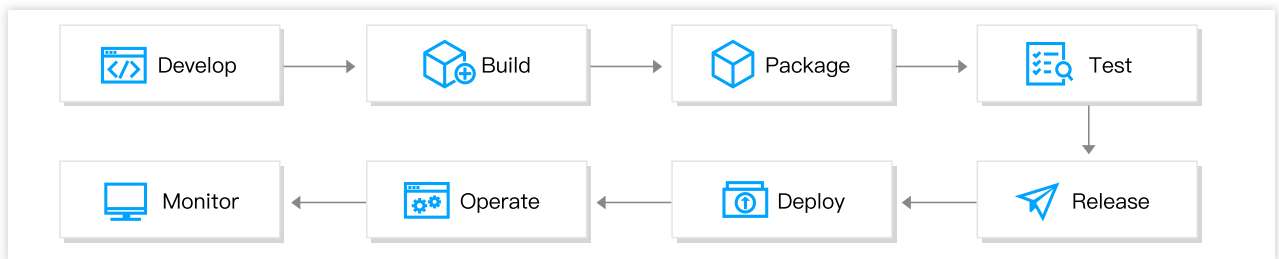 Develop
Build
Package
Test
Release
Deploy
Operate
Monitor